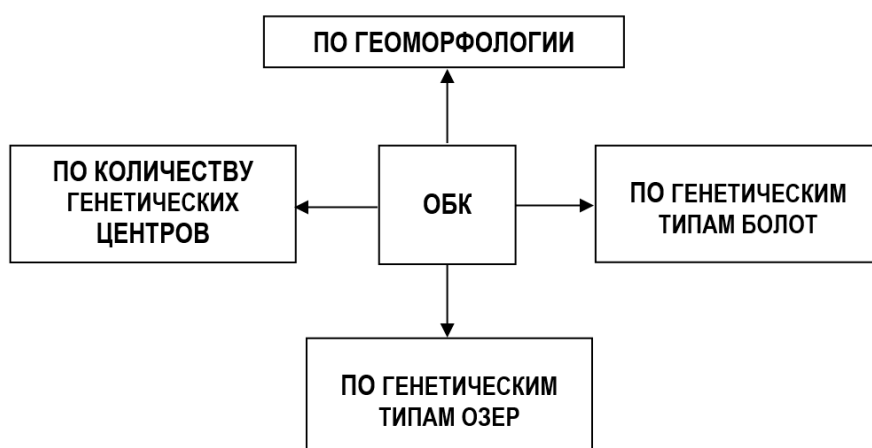 ПО ГЕОМОРФОЛОГИИ
ПО КОЛИЧЕСТВУ
ГЕНЕТИЧЕСКИХ
ЦЕНТРОВ
ОБК
ПО ГЕНЕТИЧЕСКИМ
ТИПАМ БОЛОТ
ПО ГЕНЕТИЧЕСКИМ
ТИПАМ ОЗЕР